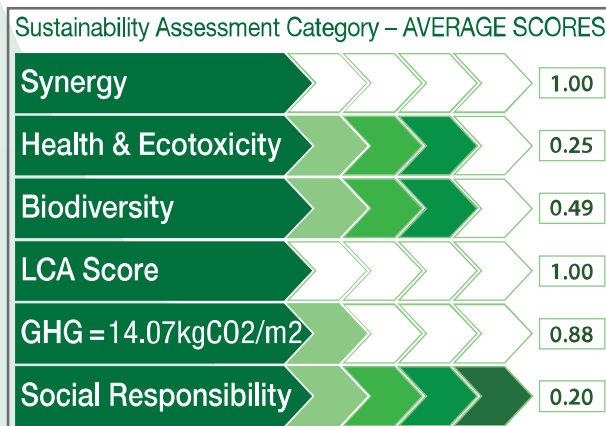 Sustainability Assessment Category – AVERAGE SCORES
Synergy 1.00
Health & Ecotoxicity 0.25
Biodiversity 0.49
LCA Score 1.00
GHG = 14.07kgCO2/m2 0.88
Social Responsibility 0.20